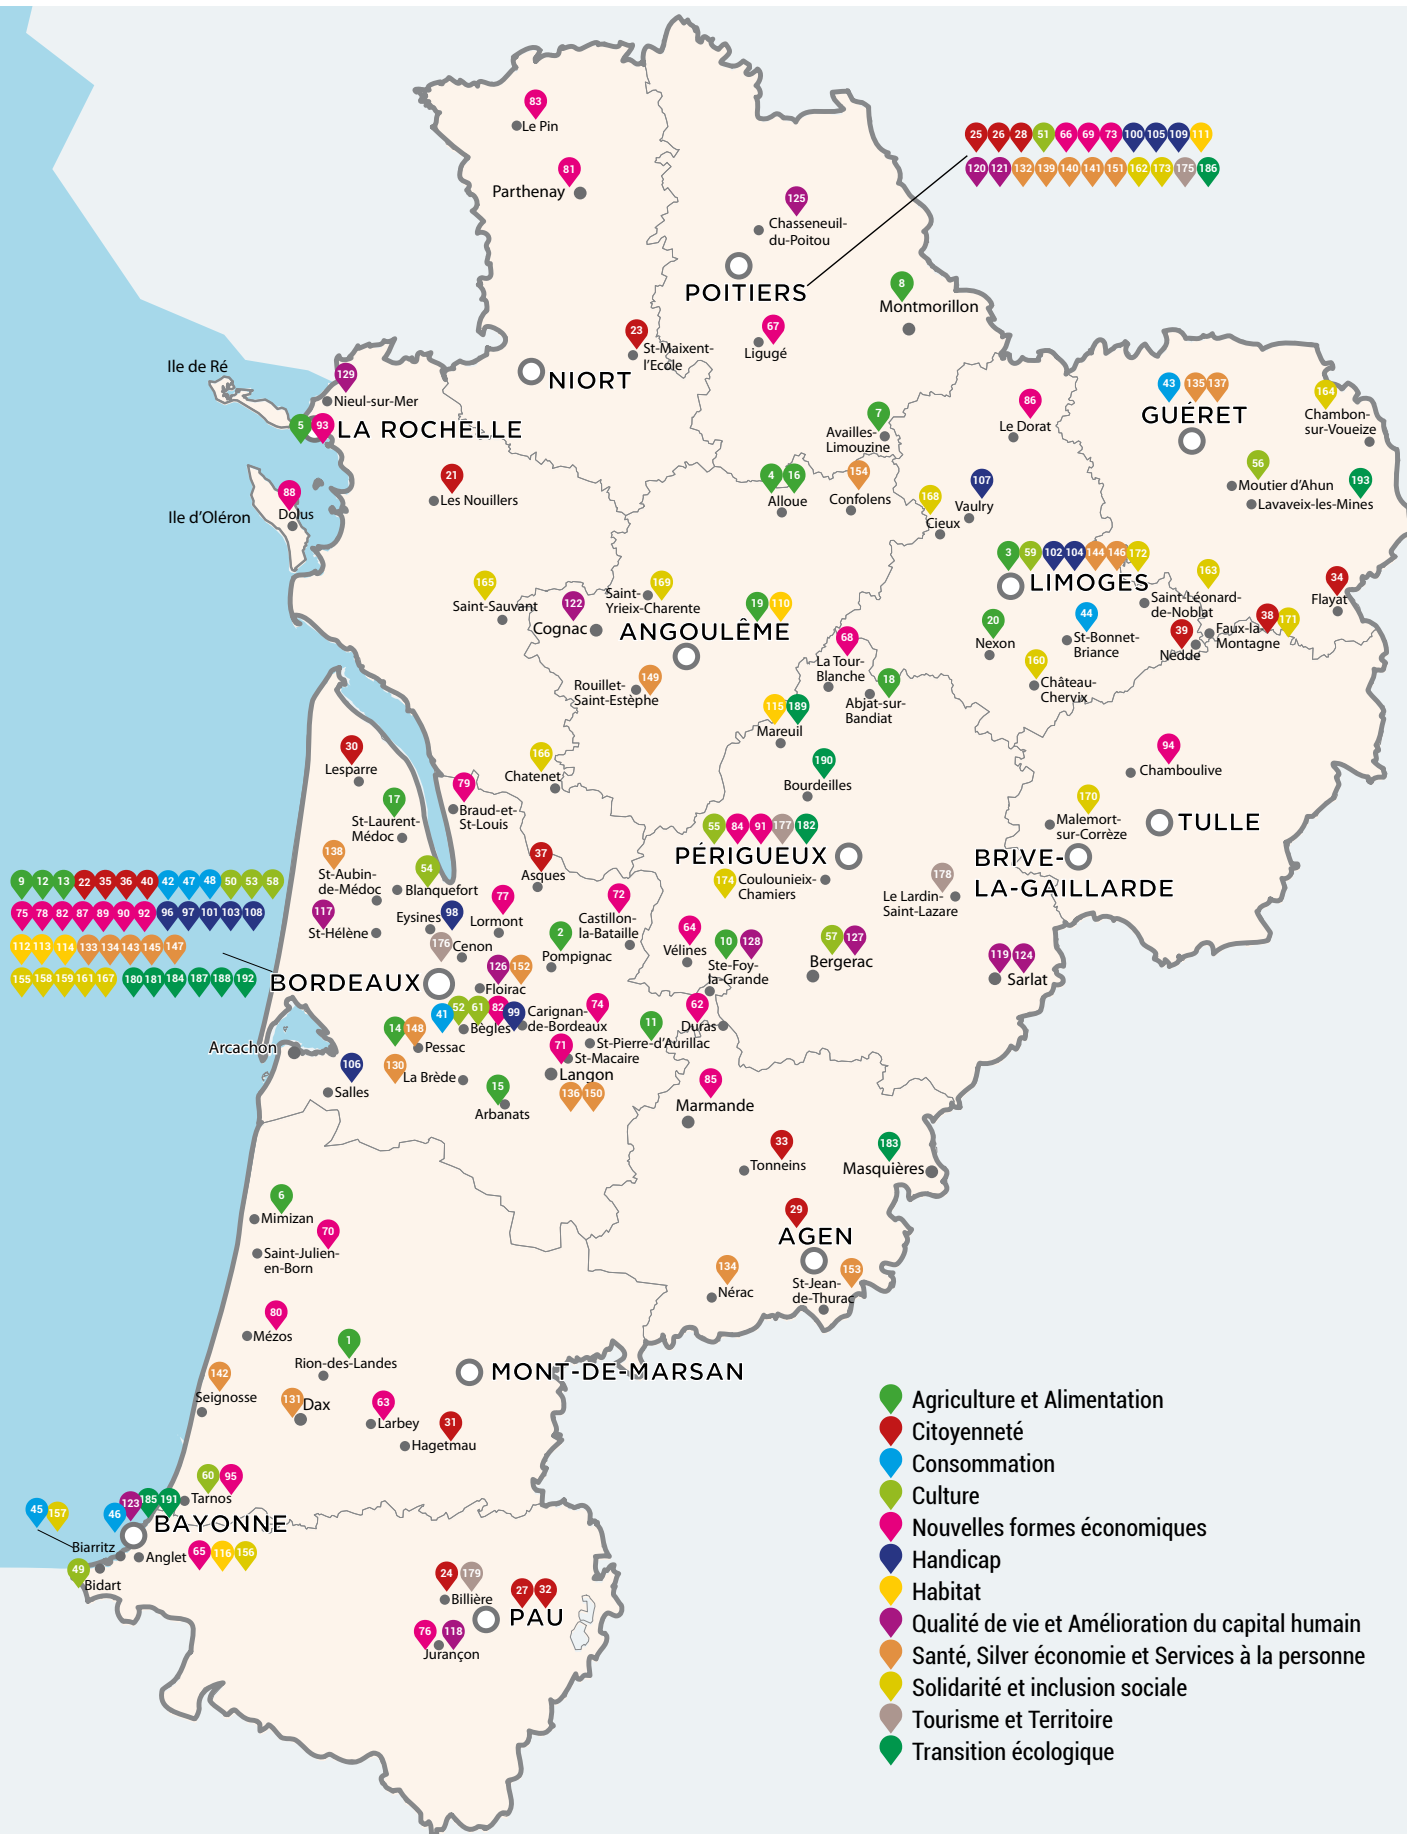 83
Le Pin
81
Parthenay
25 26 28 51 66 69 73 100 105 109 111
120 121 132 139 140 141 151 162 173 175 186
125
Chasseneuil-
du-Poitou
POITIERS
8
Montmorillon
67
Ligugé
23
St-Maixent-
l'Ecole
NIORT
Ile de Ré
129
Nieul-sur-Mer
5 93
LA ROCHELLE
43 135 137
GUÉRET
164
Chambon-
sur-Voueize
86
Le Dorat
7
Availles-
Limouzine
21
Les Nouillers
88
Dolus
Ile d'Oléron
4 16
Alloue
154
Confolens
168
Cieux
107
Vaulry
56
Moutier d'Ahun
193
Lavaveix-les-Mines
3 59 102 104 144 146 172
LIMOGES
163
Saint-Léonard-
de-Noblat
34
Flayat
165
Saint-Sauvant
122
Cognac
169
Saint-
Yrieix-Charente
19 110
ANGOULÊME
20
Nexon
44
St-Bonnet-
Briance
39
Nedde
38 171
Faux-la-
Montagne
68
La Tour-
Blanche
160
Château-
Chervix
149
Rouillet-
Saint-Estèphe
18
Abjat-sur-
Bandiat
115 189
Mareuil
30
Lesparre
166
Chatenet
190
Bourdeilles
94
Chamboulive
79
Braud-et-
St-Louis
17
St-Laurent-
Médoc
170
Malemort-
sur-Corrèze
TULLE
55 84 91 177 182
PÉRIGUEUX
BRIVE-
LA-GAILLARDE
138
St-Aubin-
de-Médoc
54
Blanquefort
37
Asques
174
Coulounieix-
Chamiers
178
Le Lardin-
Saint-Lazare
9 12 13 22 35 36 40 42 47 48 50 53 58
75 78 82 87 89 90 92 96 97 101 103 108
112 113 114 133 134 143 145 147
155 158 159 161 167 180 181 184 187 188 192
BORDEAUX
117
St-Hélène
Eysines
98
77
Lormont
72
Castillon-
la-Bataille
176
Cenon
2
Pompignac
64
Vélines
10 128
Ste-Foy-
la-Grande
57 127
Bergerac
119 124
Sarlat
126 152
Floirac
41 52 61 82 99
Bègles
Carignan-
de-Bordeaux
74
14 148
Pessac
11
St-Pierre-d'Aurillac
62
Duras
71
St-Macaire
Arcachon
106
Salles
130
La Brède
Langon
136 150
15
Arbanats
85
Marmande
33
Tonneins
183
Masquières
6
Mimizan
70
Saint-Julien-
en-Born
29
AGEN
134
Nérac
153
St-Jean-
de-Thurac
80
Mézos
1
Rion-des-Landes
MONT-DE-MARSAN
142
Seignosse
131
Dax
63
Larbey
31
Hagetmau
60 95
Tarnos
45 157
46 123 185 191
BAYONNE
Biarritz
Anglet
65 116 156
49
Bidart
24 179
Billière
27 32
PAU
76 118
Jurançon
Agriculture et Alimentation
Citoyenneté
Consommation
Culture
Nouvelles formes économiques
Handicap
Habitat
Qualité de vie et Amélioration du capital humain
Santé, Silver économie et Services à la personne
Solidarité et inclusion sociale
Tourisme et Territoire
Transition écologique